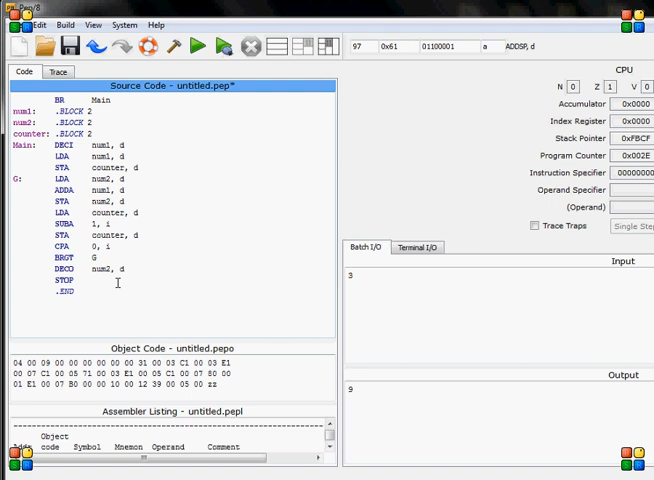 Pep/8
Edit Build View System Help
97 0x61 01100001 a ADDSP, d
Code Trace
Source Code - untitled.pep*
BR Main
num1: .BLOCK 2
num2: .BLOCK 2
counter: .BLOCK 2
Main: DECI num1, d
LDA num1, d
STA counter, d
G: LDA num2, d
ADDA num1, d
STA num2, d
LDA counter, d
SUBA 1, i
STA counter, d
CPA 0, i
BRGT G
DECO num2, d
STOP
.END
Object Code - untitled.pepo
04 00 09 00 00 00 00 00 00 31 00 03 C1 00 03 E1
00 07 C1 00 05 71 00 03 E1 00 05 C1 00 07 80 00
01 E1 00 07 B0 00 00 10 00 12 39 00 05 00 zz
Assembler Listing - untitled.pepl
Object
Addr code Symbol Mnemon Operand Comment
CPU
N 0 Z 1 V 0
Accumulator 0x0000
Index Register 0x0000
Stack Pointer 0xFBCF
Program Counter 0x002E
Instruction Specifier 00000000
Operand Specifier
(Operand)
Trace Traps Single Step
Batch I/O Terminal I/O
Input
3
Output
9